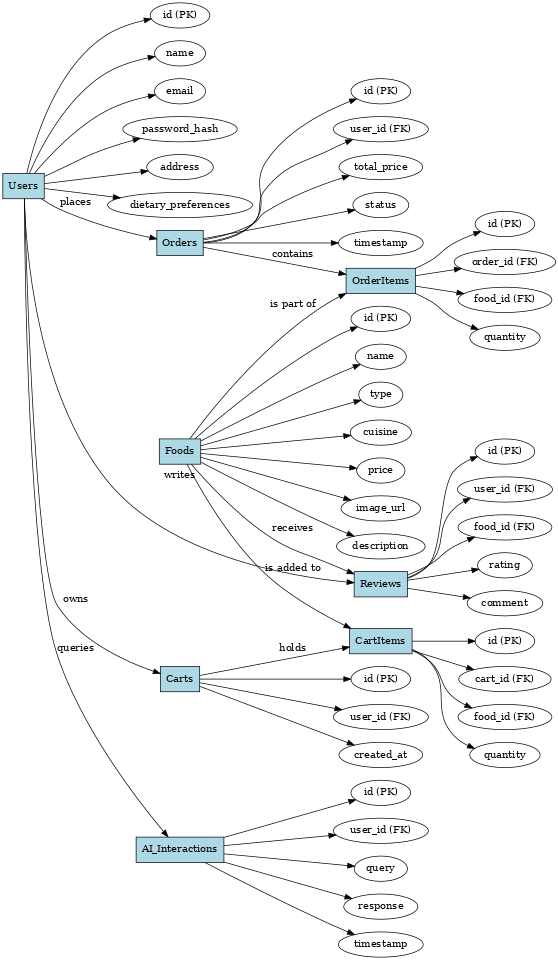 id (PK)
name
email
password_hash
address
dietary_preferences
Users
places
Orders
id (PK)
user_id (FK)
total_price
status
timestamp
contains
OrderItems
id (PK)
order_id (FK)
food_id (FK)
quantity
is part of
id (PK)
name
type
cuisine
price
image_url
description
Foods
writes
receives
is added to
Reviews
id (PK)
user_id (FK)
food_id (FK)
rating
comment
CartItems
id (PK)
cart_id (FK)
food_id (FK)
quantity
owns
queries
Carts
holds
id (PK)
user_id (FK)
created_at
AI_Interactions
id (PK)
user_id (FK)
query
response
timestamp